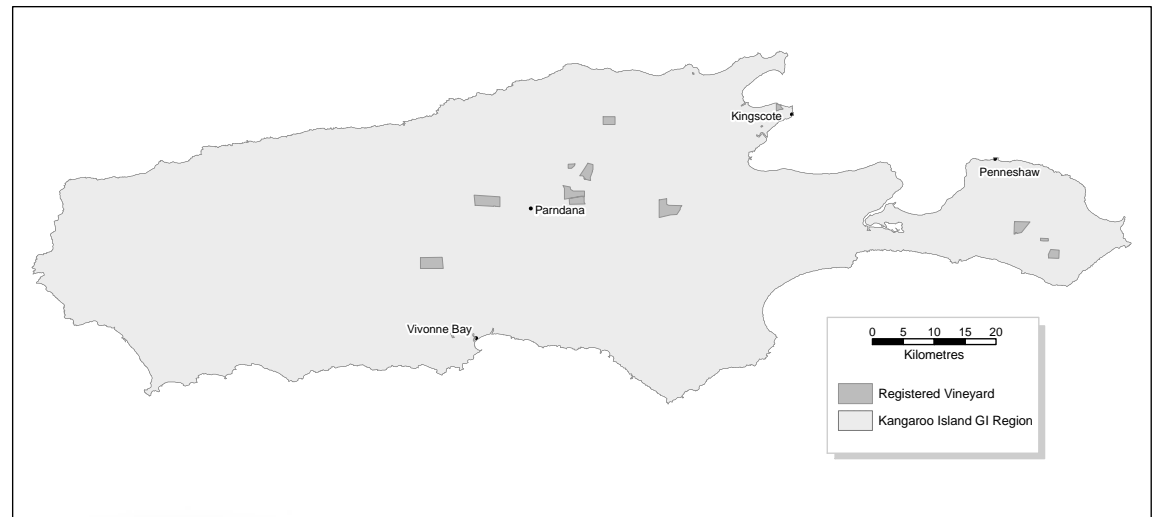 Kingscote
Penneshaw
Parndana
Vivonne Bay
0 5 10 15 20
Kilometres
Registered Vineyard
Kangaroo Island GI Region